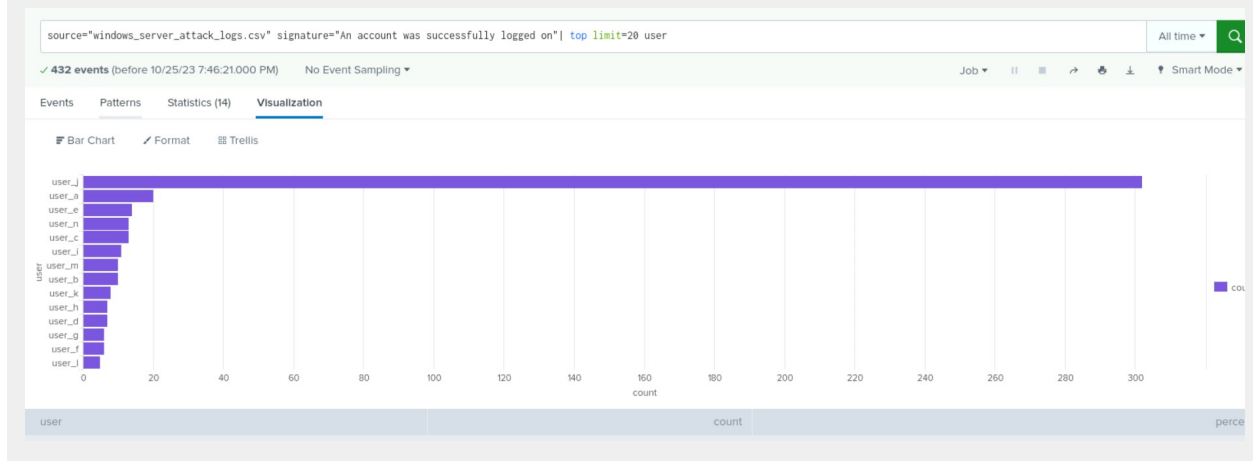 source="windows_server_attack_logs.csv" signature="An account was successfully logged on"| top limit=20 user
All time
432 events (before 10/25/23 7:46:21.000 PM) No Event Sampling Job Smart Mode
Events Patterns Statistics (14) Visualization
Bar Chart Format Trellis
user_j
user_a
user_e
user_n
user_c
user_i
user_m
user_b
user_k
user_h
user_d
user_g
user_f
user_l
user
cou
0 20 40 60 80 100 120 140 160 180 200 220 240 260 280 300
count
user count perce